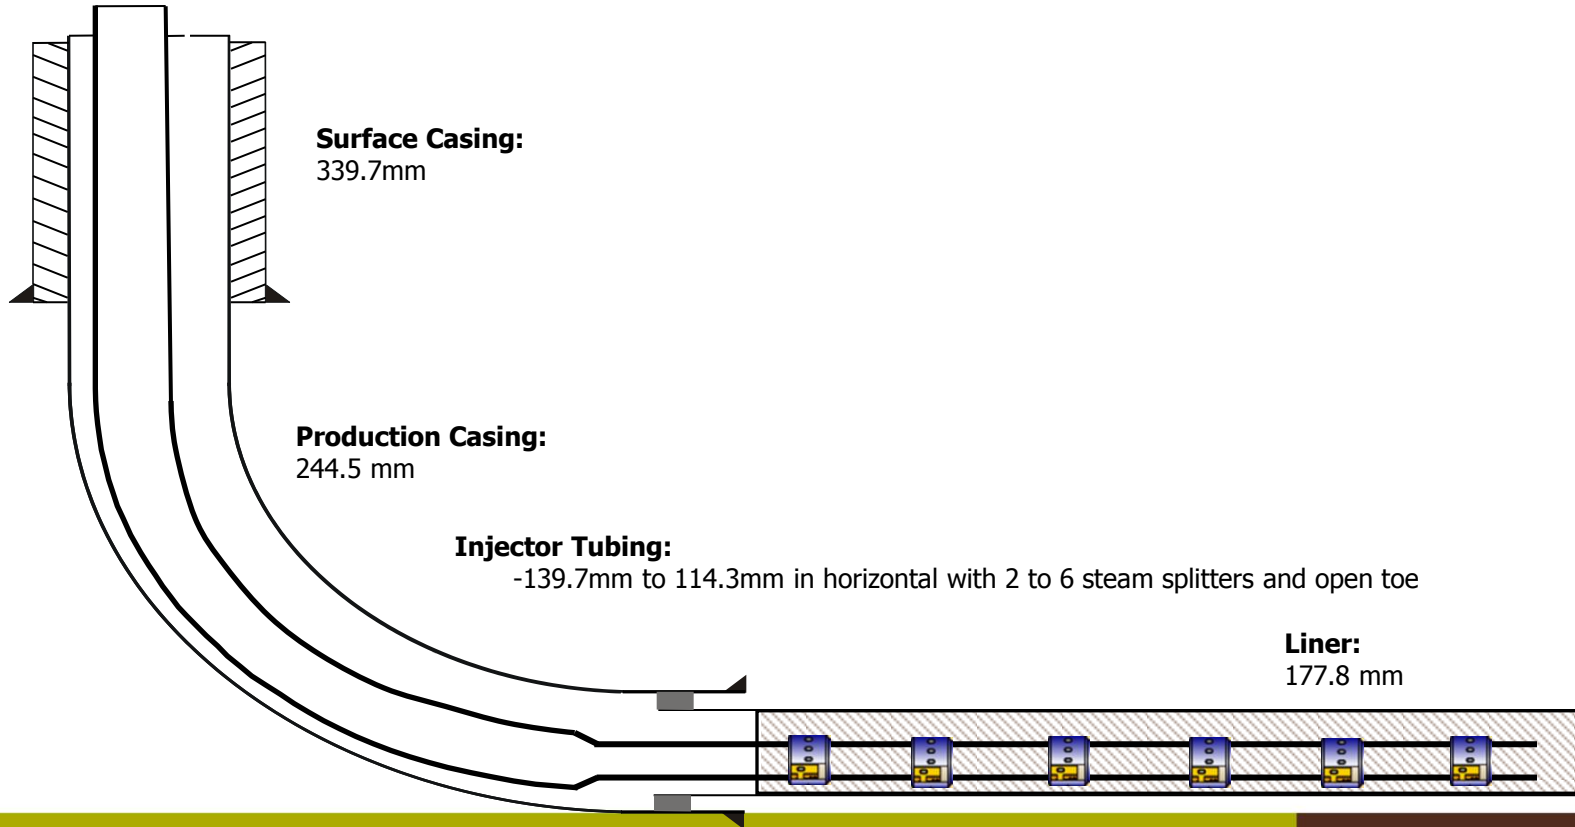 Surface Casing:
339.7mm
Production Casing:
244.5 mm
Injector Tubing:
-139.7mm to 114.3mm in horizontal with 2 to 6 steam splitters and open toe
Liner:
177.8 mm